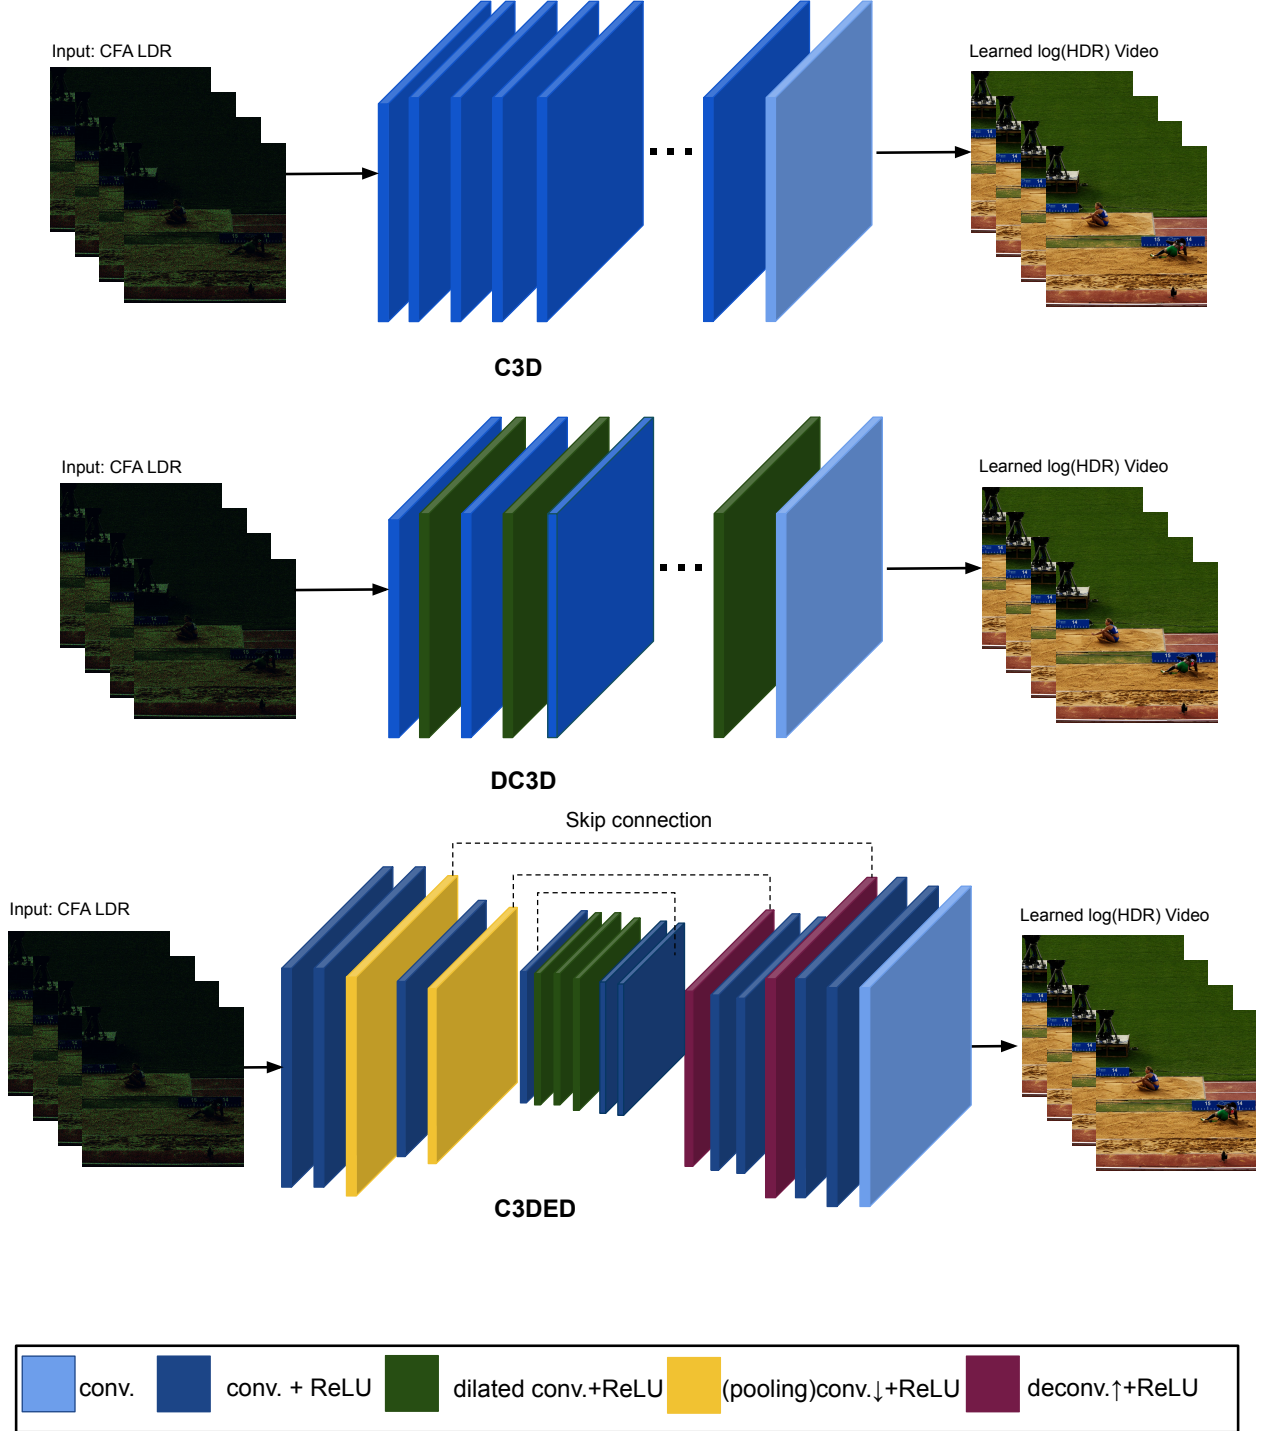 Input: CFA LDR
Learned log(HDR) Video
C3D
Input: CFA LDR
Learned log(HDR) Video
DC3D
Skip connection
Input: CFA LDR
Learned log(HDR) Video
C3DED
conv.
conv. + ReLU
dilated conv.+ReLU
(pooling)conv.↓+ReLU
deconv.↑+ReLU